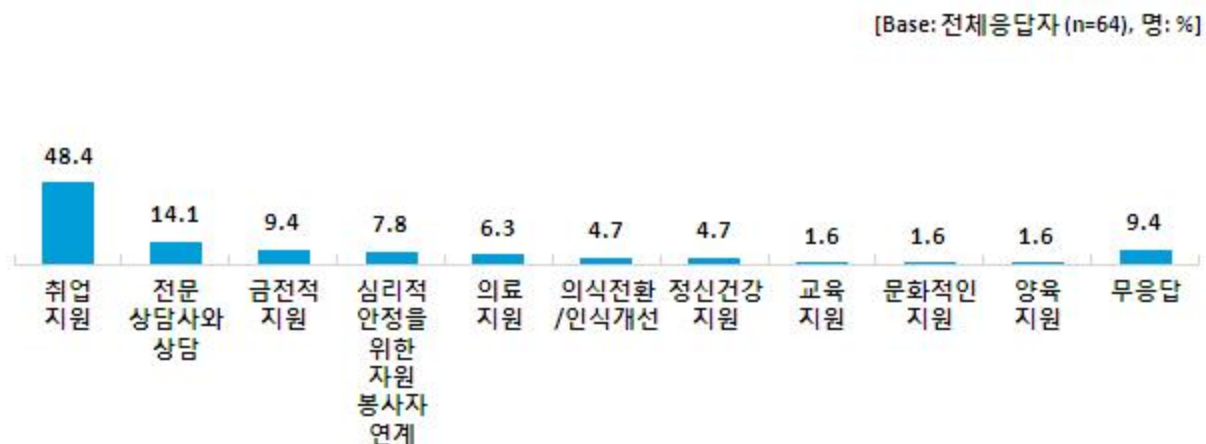 [Base: 전체응답자 (n=64), 명: %]
48.4
14.1
9.4
7.8
6.3
4.7
4.7
1.6
1.6
1.6
9.4
취업
지원
전문
상담사와
상담
금전적
지원
심리적
안정을
위한
자원
봉사자
연계
의료
지원
의식전환
/인식개선
정신건강
지원
교육
지원
문화적인
지원
양육
지원
무응답